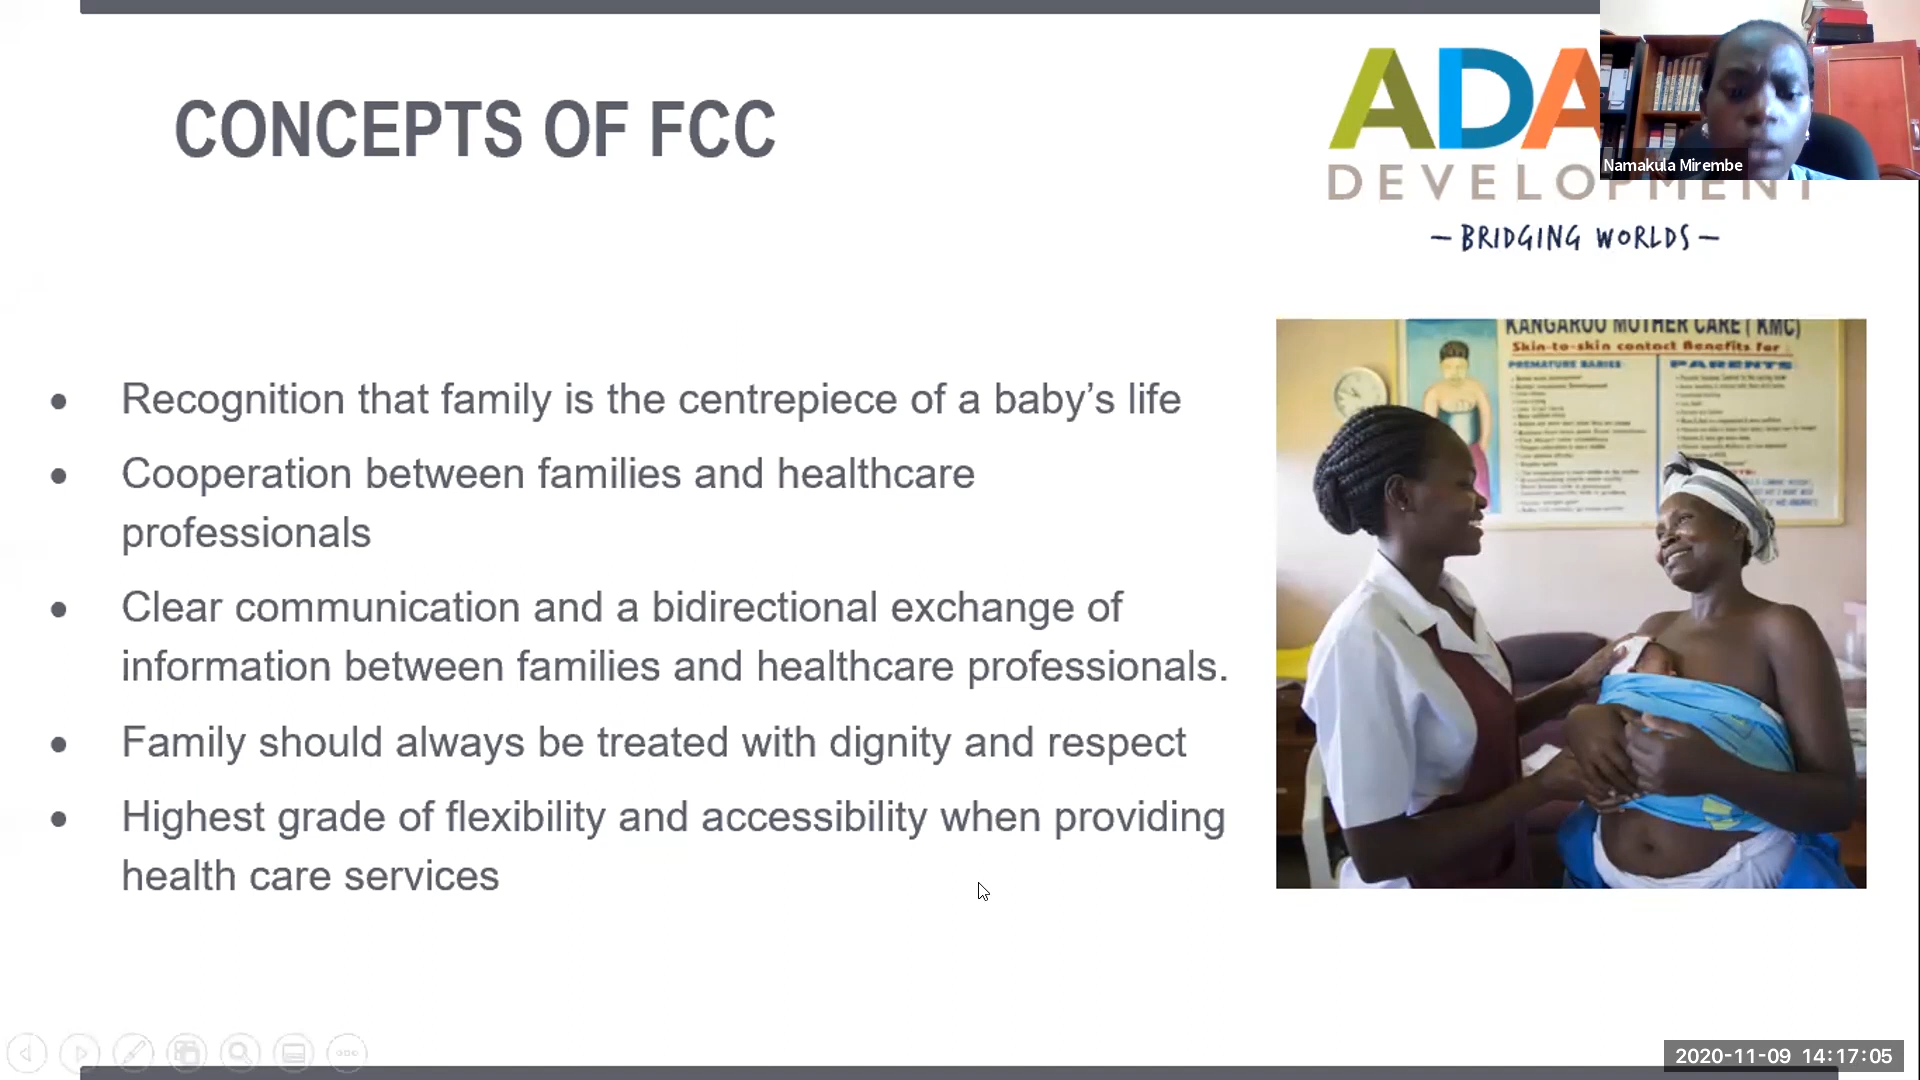 CONCEPTS OF FCC
ADA
DEVELOPMENT
— BRIDGING WORLDS —
Namakula Mirembe
• Recognition that family is the centrepiece of a baby’s life
• Cooperation between families and healthcare
professionals
• Clear communication and a bidirectional exchange of
information between families and healthcare professionals.
• Family should always be treated with dignity and respect
• Highest grade of flexibility and accessibility when providing
health care services
KANGAROO MOTHER CARE ( KMC)
Skin-to-skin contact Benefits for
PREMATURE BABIES
PARENTS
2020-11-09 14:17:05